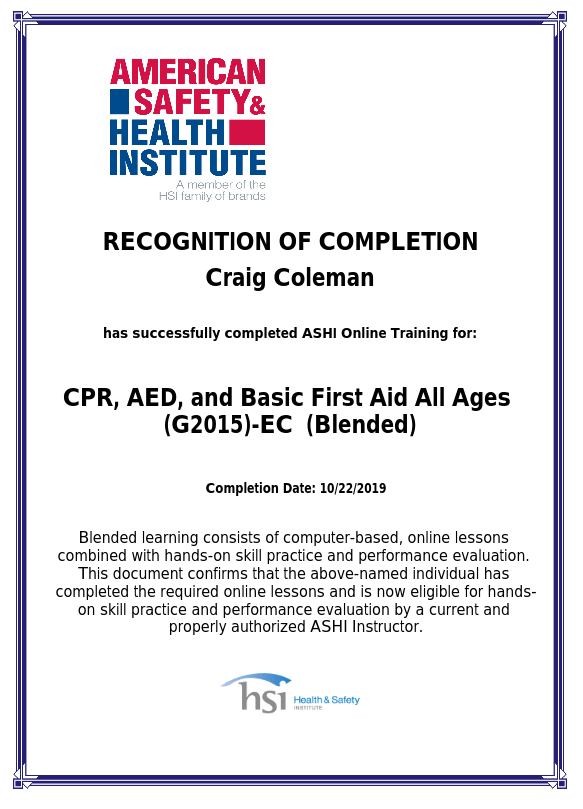 AMERICAN
SAFETY&
HEALTH
INSTITUTE
A member of the
HSI family of brands
RECOGNITION OF COMPLETION
Craig Coleman
has successfully completed ASHI Online Training for:
CPR, AED, and Basic First Aid All Ages
(G2015)-EC (Blended)
Completion Date: 10/22/2019
Blended learning consists of computer-based, online lessons
combined with hands-on skill practice and performance evaluation.
This document confirms that the above-named individual has
completed the required online lessons and is now eligible for hands-
on skill practice and performance evaluation by a current and
properly authorized ASHI Instructor.
hsi Health & Safety
INSTITUTE